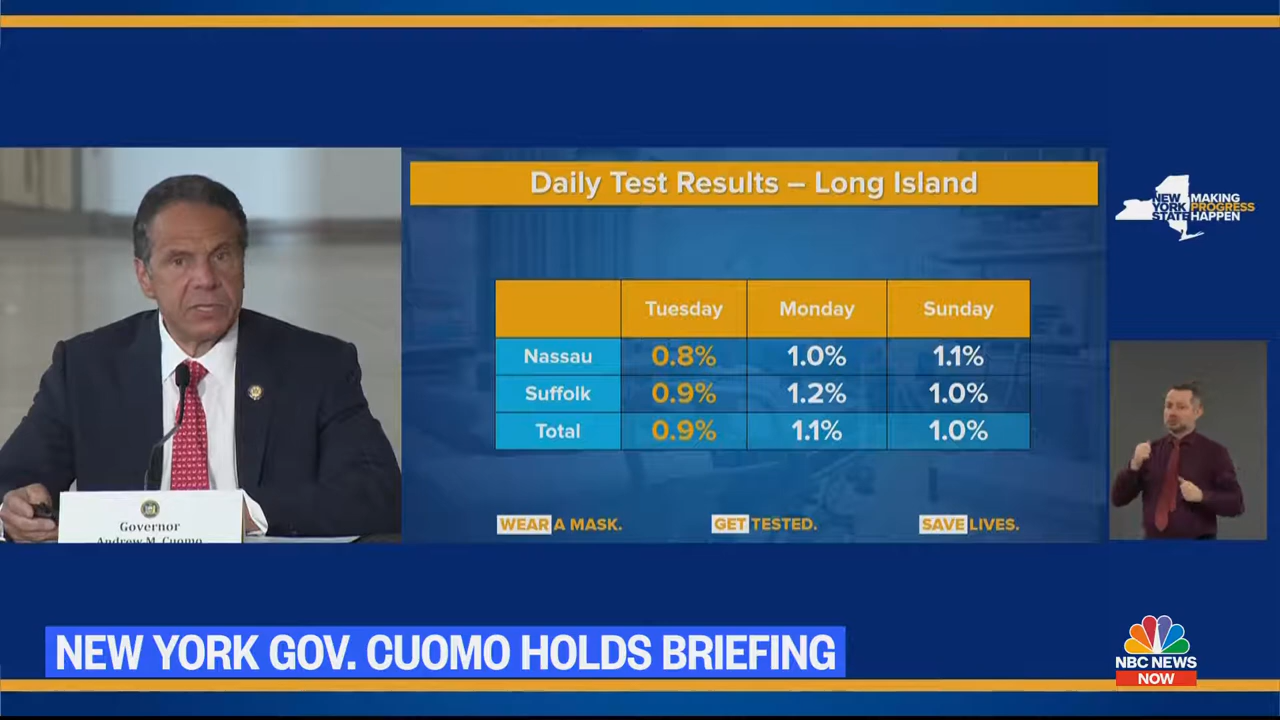 Daily Test Results – Long Island
Tuesday Monday Sunday
Nassau 0.8% 1.0% 1.1%
Suffolk 0.9% 1.2% 1.0%
Total 0.9% 1.1% 1.0%
WEAR A MASK. GET TESTED. SAVE LIVES.
NEW
YORK
STATE
MAKING
PROGRESS
HAPPEN
Governor
Andrew M. Cuomo
NEW YORK GOV. CUOMO HOLDS BRIEFING
NBC NEWS
NOW